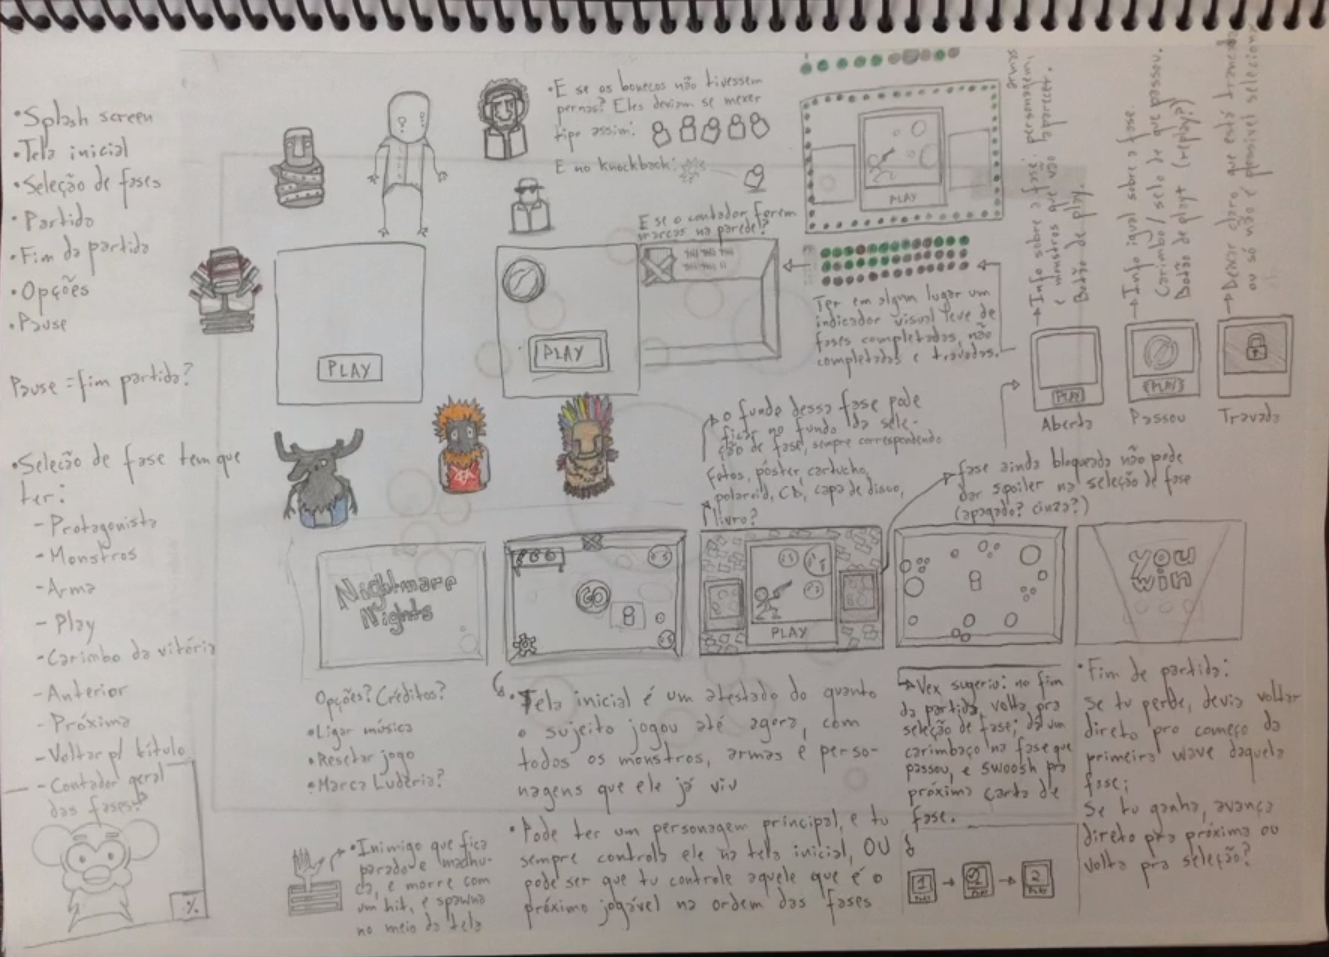 •Splash screen
•Tela inicial
•Seleção de fases
•Partida
•Fim da partida
•Opções
•Pause
Pause = fim partida?
•Seleção de fase tem que
ter:
- Protagonista
- Monstros
- Arma
- Play
- Carimbo da vitória
- Anterior
- Próxima
- Voltar p/ título
- Contador geral
das fases?
•E se os bonecos não tivessem
pernas? Eles deviam se mexer
tipo assim:
E no knockback:
E se o contador forem
marcas na parede?
PLAY
PLAY
PLAY
Ter em algum lugar um
indicador visual leve de
fases completadas, não
completadas e travadas.
→ Info sobre a fase: personagem,
e monstros que vão aparecer.
Botão de play.
→ Info igual sobre a fase.
Carimbo/selo de que passou.
Botão de play (replay?)
→ Deixar claro que está trancada
ou só não é possível seleciona
PLAY
Aberta
(PLAY)
Passou
Travada
O fundo dessa fase pode
ficar no fundo da sele-
ção de fase, sempre correspondendo
Fotos, pôster, cartucho,
polaroid, CD, capa de disco,
livro?
fase ainda bloqueada não pode
dar spoiler na seleção de fase
(apagado? cinza?)
Nightmare
Nights
GO
PLAY
you
win
Opções? Créditos?
•Ligar música
•Resetar jogo
•Marca Ludéria?
•Tela inicial é um atestado do quanto
o sujeito jogou até agora, com
todos os monstros, armas e perso-
nagens que ele já viu
•Pode ter um personagem principal, e tu
sempre controla ele na tela inicial, OU
pode ser que tu controle aquele que é o
próximo jogável na ordem das fases
→ Vex sugeriu: no fim
da partida, volta pra
seleção de fase; dá um
carimbaço na fase que
passou, e swoosh pra
próxima carta de
fase.
1 → → 2
•Fim de partida:
Se tu perde, devia voltar
direto pro começo da
primeira wave daquela
fase;
Se tu ganha, avança
direto pra próxima ou
volta pra seleção?
•Inimigo que fica
parado e
e morre com
um hit, e spawna
no meio da tela
%